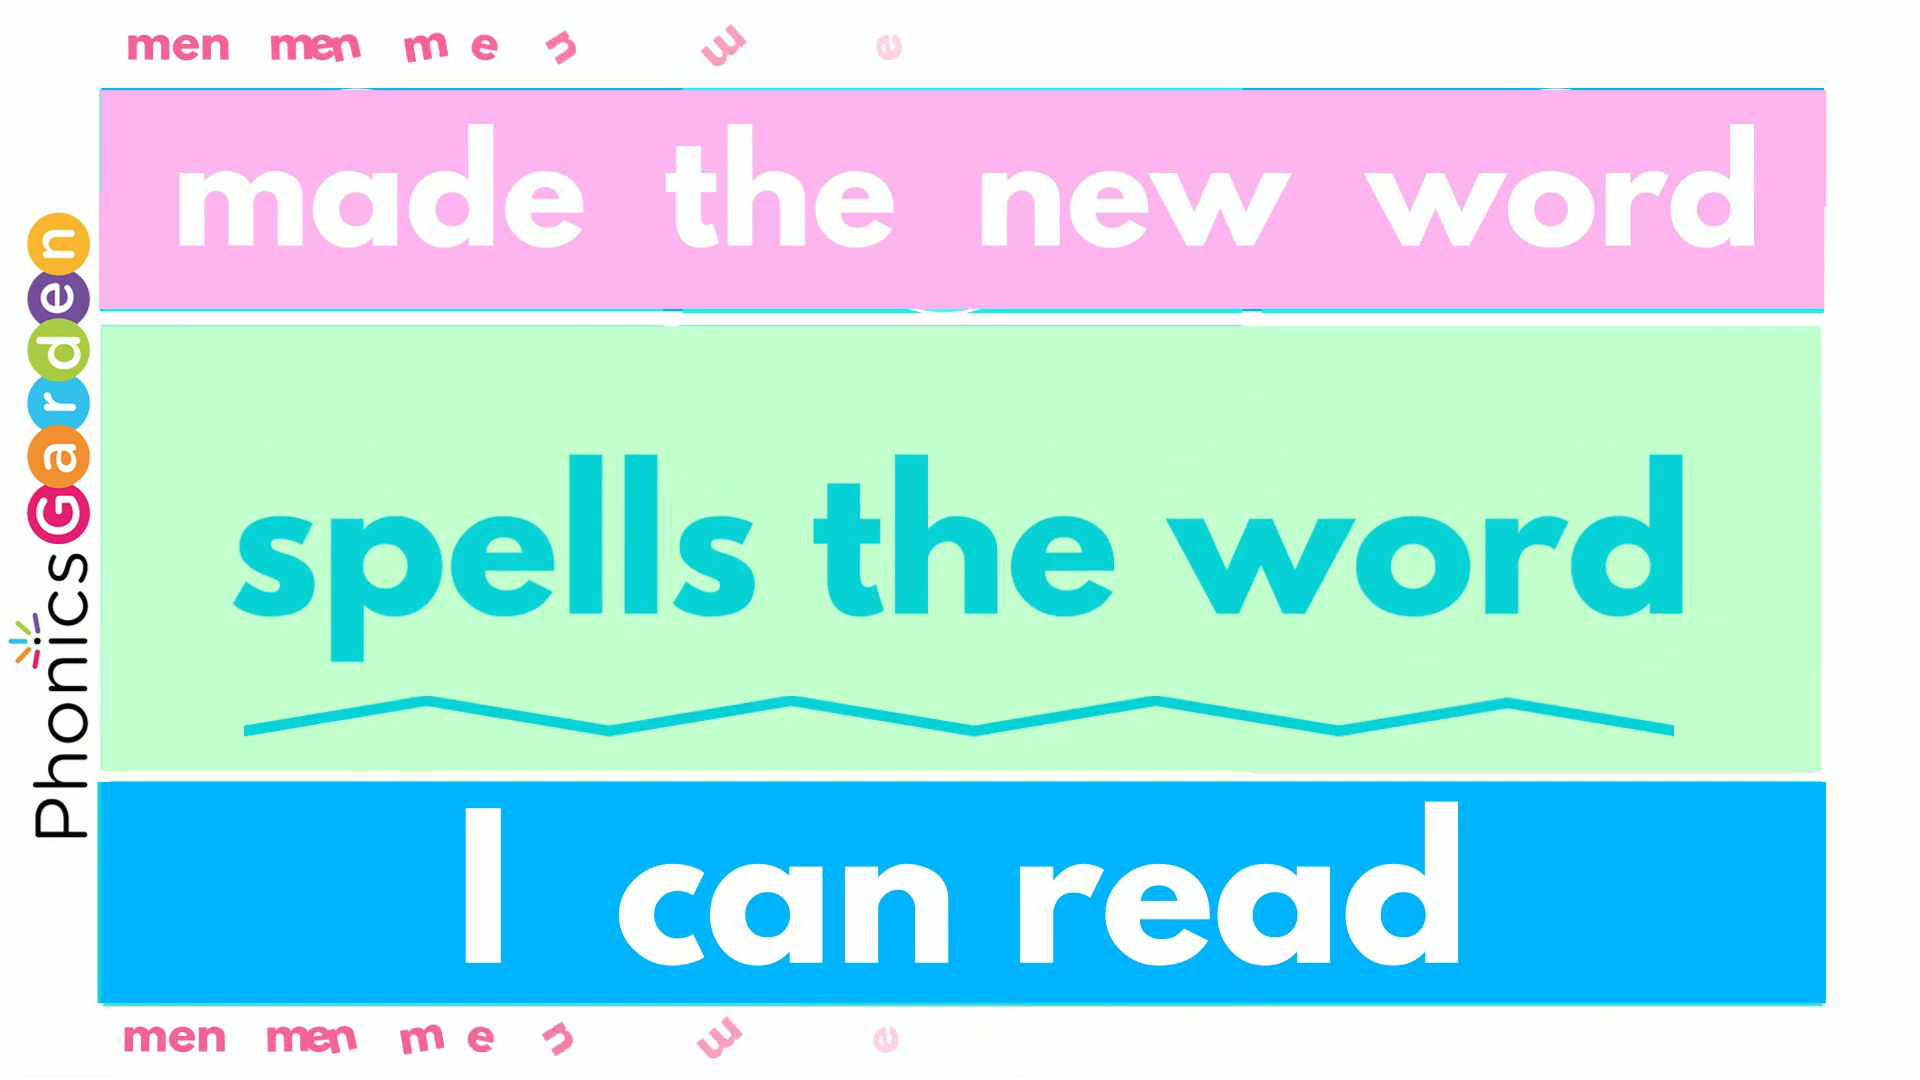 men men m e n m e
made the new word
spells the word
I can read
men men m e n m e
PhonicsGarden